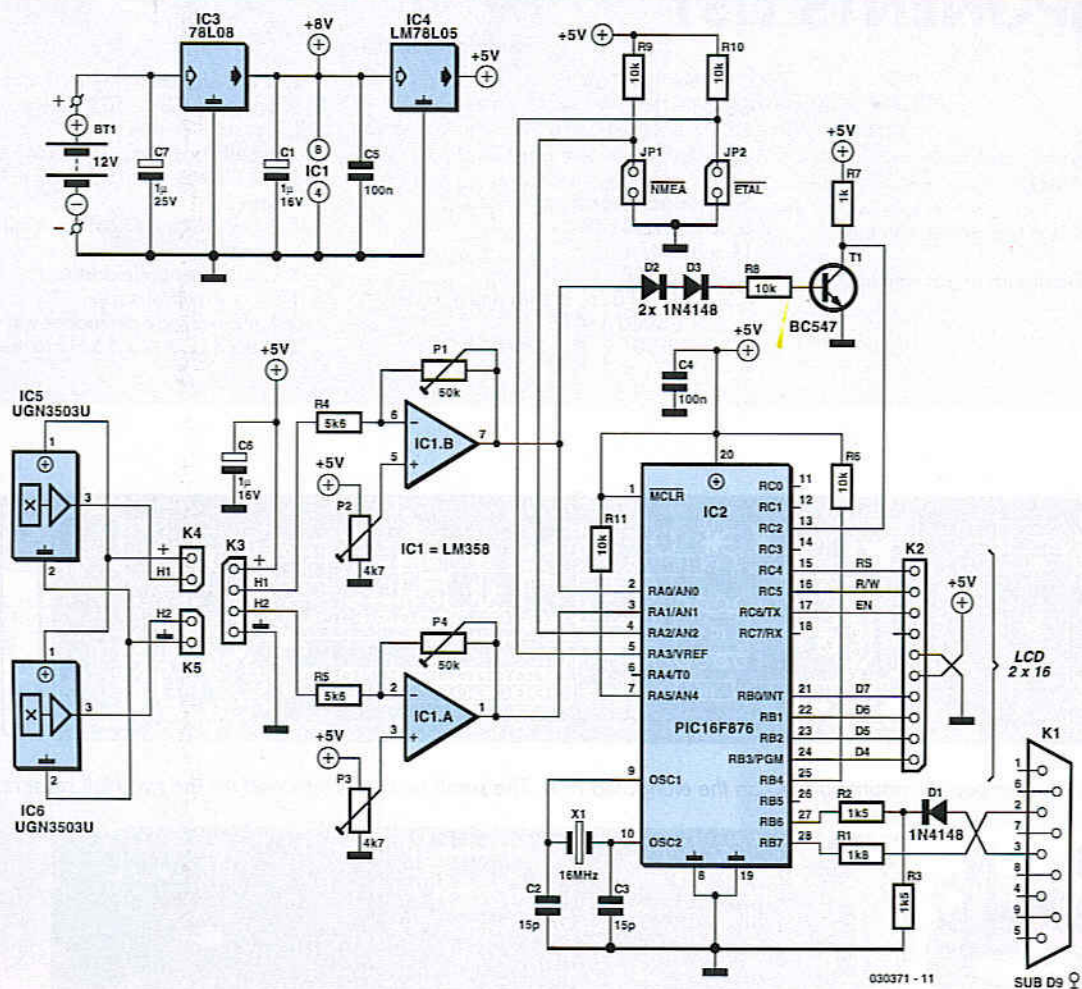 IC3
78L08
+8V
IC4
LM78L05
+5V
+
BT1
12V
−
C7
1µ
25V
C1
1µ
16V
8
IC1
4
C5
100n
+5V
R9
10k
R10
10k
JP1
NMEA
JP2
ETAL
+5V
R7
1k
T1
BC547
D2
D3
2x 1N4148
R8
10k
+5V
C4
100n
IC5
UGN3503U
1
3
2
IC6
UGN3503U
1
3
2
K4
+
H1
H2
K5
K3
+
H1
H2
+5V
C6
1µ
16V
R4
5k6
P1
50k
6
5
7
IC1.B
+5V
P2
4k7
IC1 = LM358
R5
5k6
P4
50k
2
3
1
IC1.A
+5V
P3
4k7
R11
10k
R6
10k
20
IC2
PIC16F876
1 MCLR
2 RA0/AN0
3 RA1/AN1
4 RA2/AN2
5 RA3/VREF
6 RA4/T0
7 RA5/AN4
9 OSC1
10 OSC2
8
19
RC0 11
RC1 12
RC2 13
RC3 14
RC4 15
RC5 16
RC6/TX 17
RC7/RX 18
RB0/INT 21
RB1 22
RB2 23
RB3/PGM 24
RB4 25
RB5 26
RB6 27
RB7 28
RS
R/W
EN
D7
D6
D5
D4
K2
+5V
LCD
2 x 16
X1
16MHz
C2
15p
C3
15p
R2
1k5
R1
1k8
R3
1k5
D1
1N4148
K1
1
6
2
7
3
8
4
9
5
SUB D9
030371 - 11